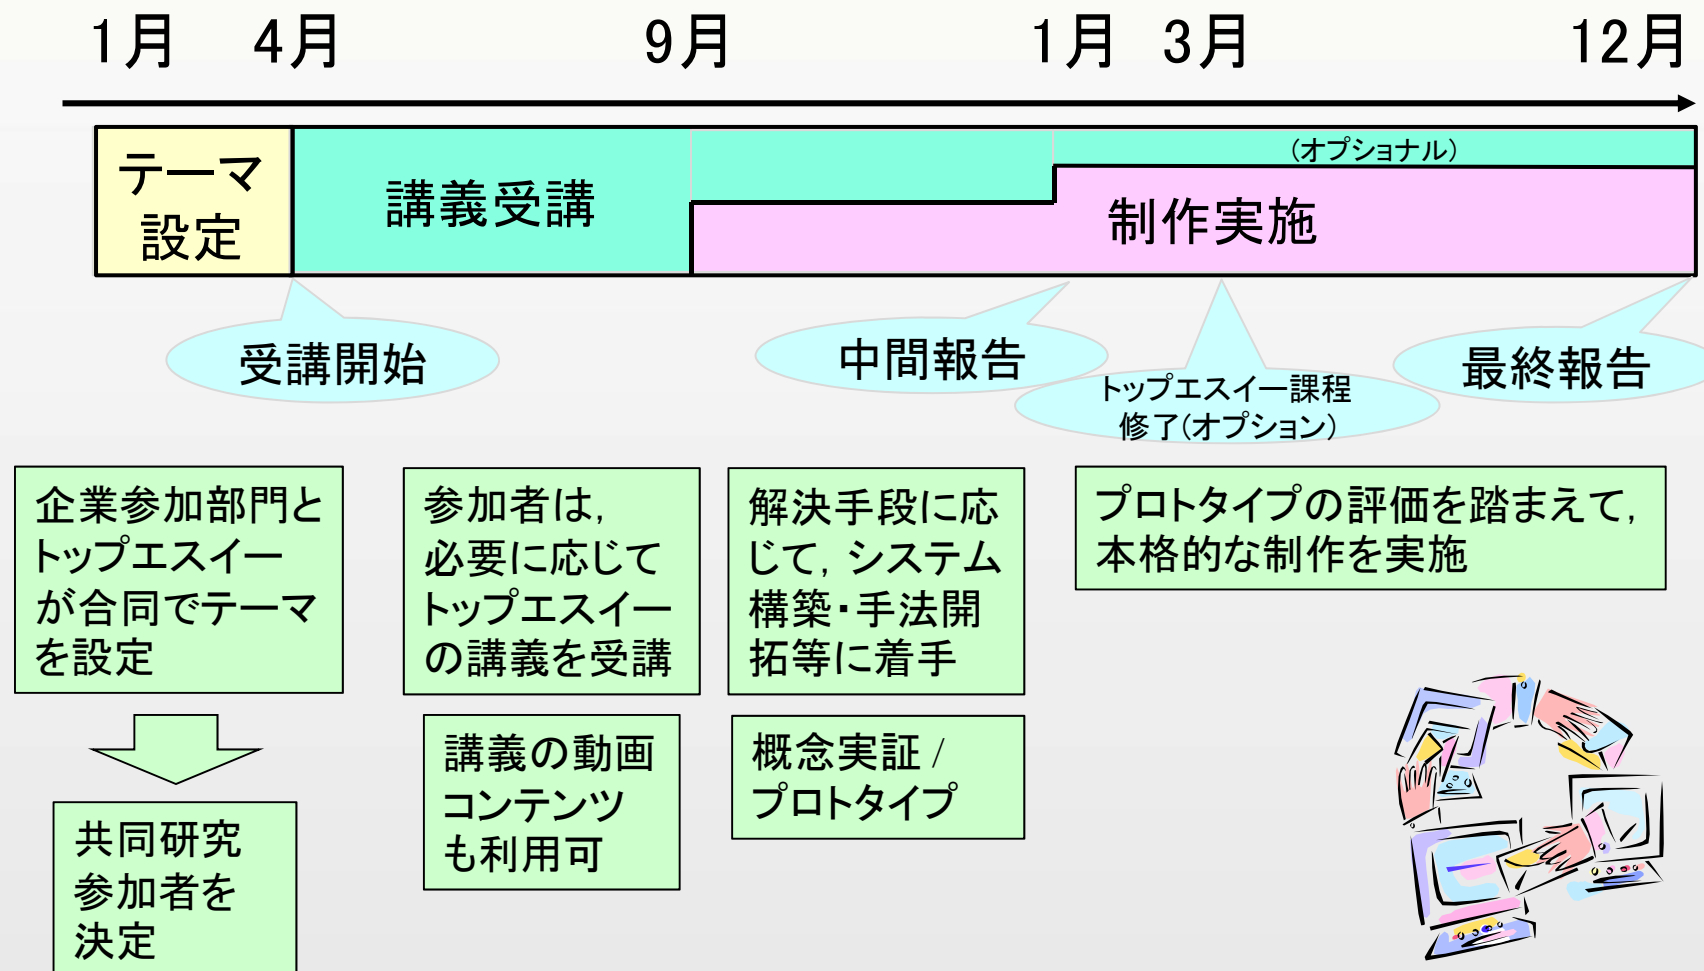 1月 4月 9月 1月 3月 12月
テーマ
設定
講義受講
(オプショナル)
制作実施
受講開始
中間報告
トップエスイー課程
修了(オプション)
最終報告
企業参加部門と
トップエスイー
が合同でテーマ
を設定
共同研究
参加者を
決定
参加者は，
必要に応じて
トップエスイー
の講義を受講
講義の動画
コンテンツ
も利用可
解決手段に応
じて，システム
構築・手法開
拓等に着手
概念実証 /
プロトタイプ
プロトタイプの評価を踏まえて，
本格的な制作を実施